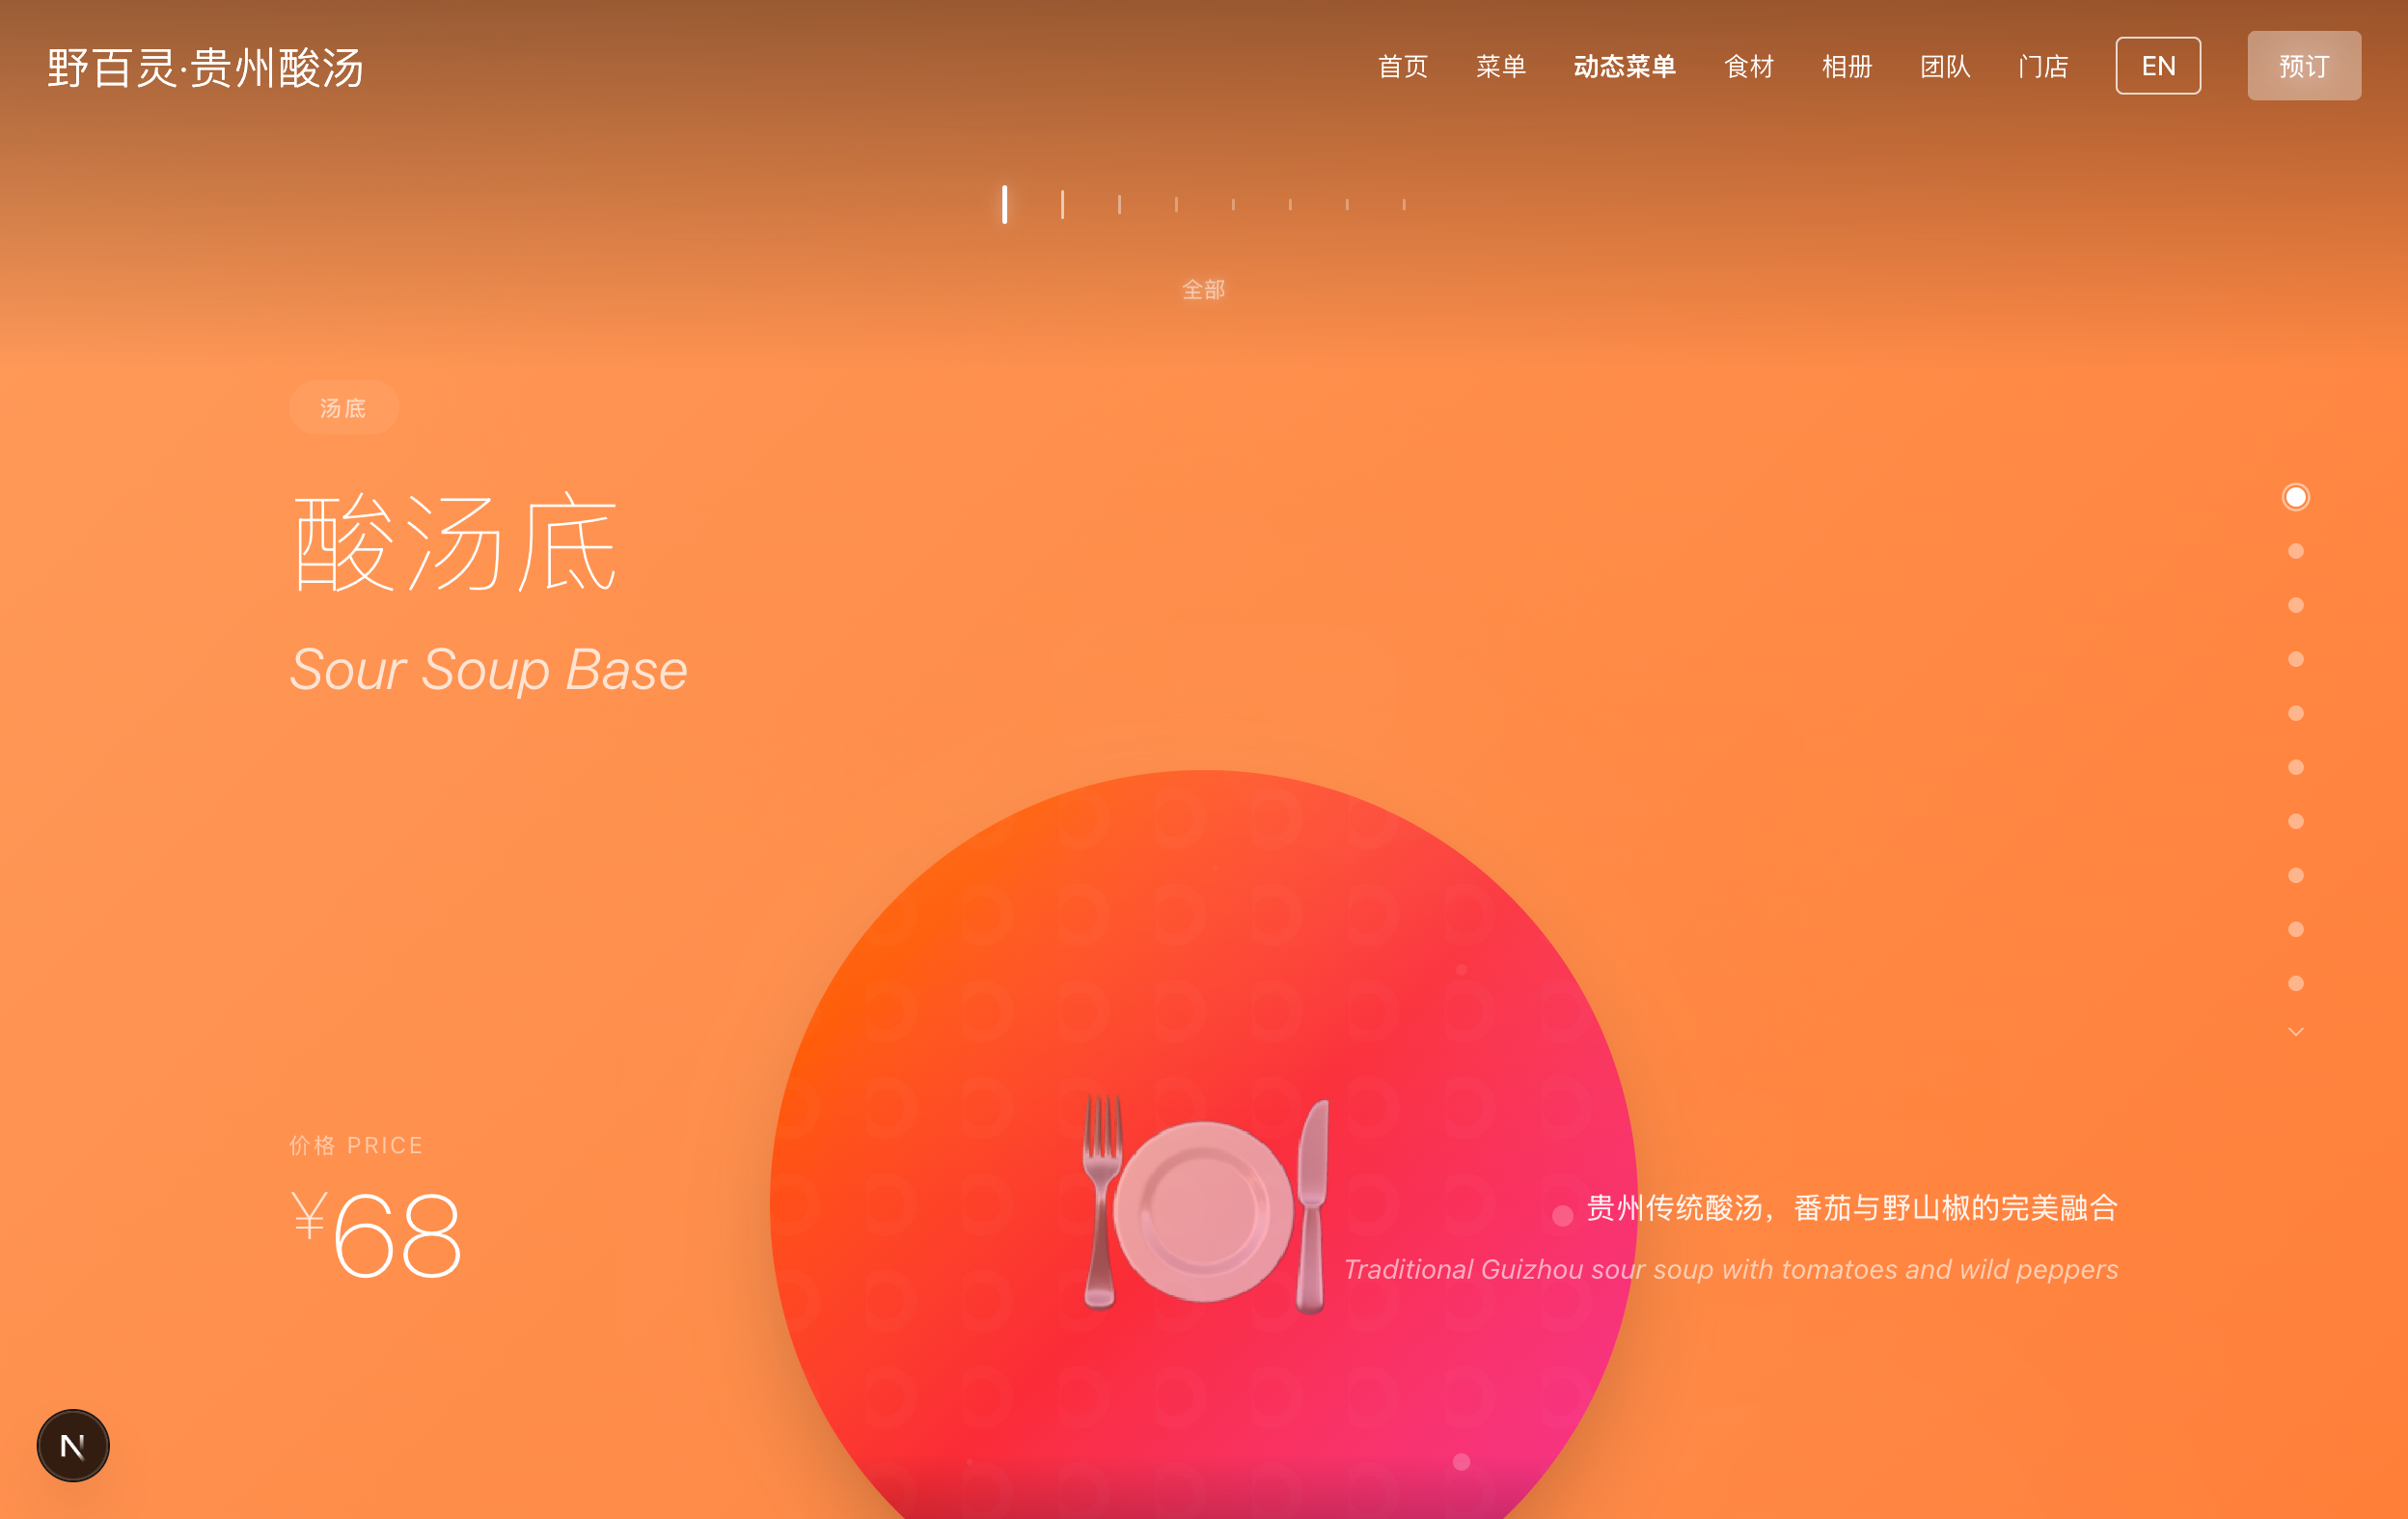 野百灵·贵州酸汤
首页 菜单 动态菜单 食材 相册 团队 门店 EN 预订
全部
汤底
酸汤底
Sour Soup Base
价格 PRICE
¥68
贵州传统酸汤，番茄与野山椒的完美融合
Traditional Guizhou sour soup with tomatoes and wild peppers
N